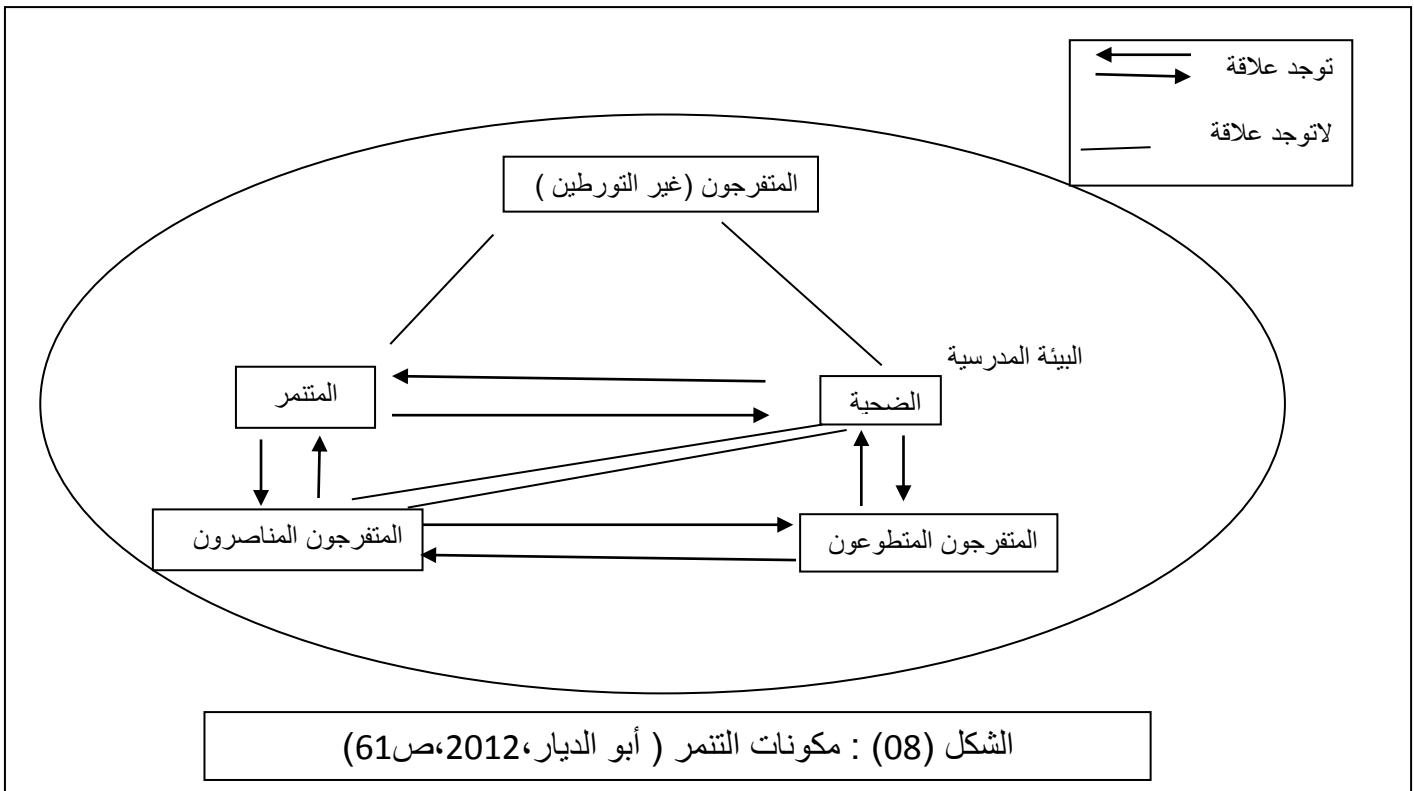 توجد علاقة
لاتوجد علاقة
المتفرجون (غير التورطين )
البيئة المدرسية
الضحية
المتنمر
المتفرجون المتطوعون
المتفرجون المناصرون
الشكل (08) : مكونات التنمر ( أبو الديار،2012،ص61)